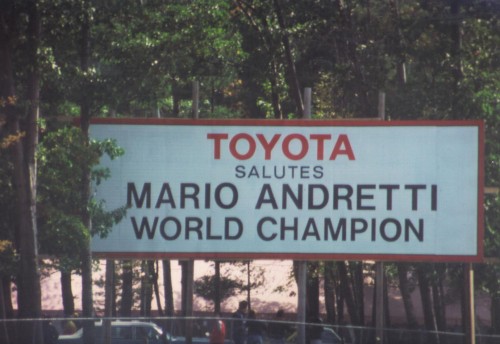 TOYOTA
SALUTES
MARIO ANDRETTI
WORLD CHAMPION